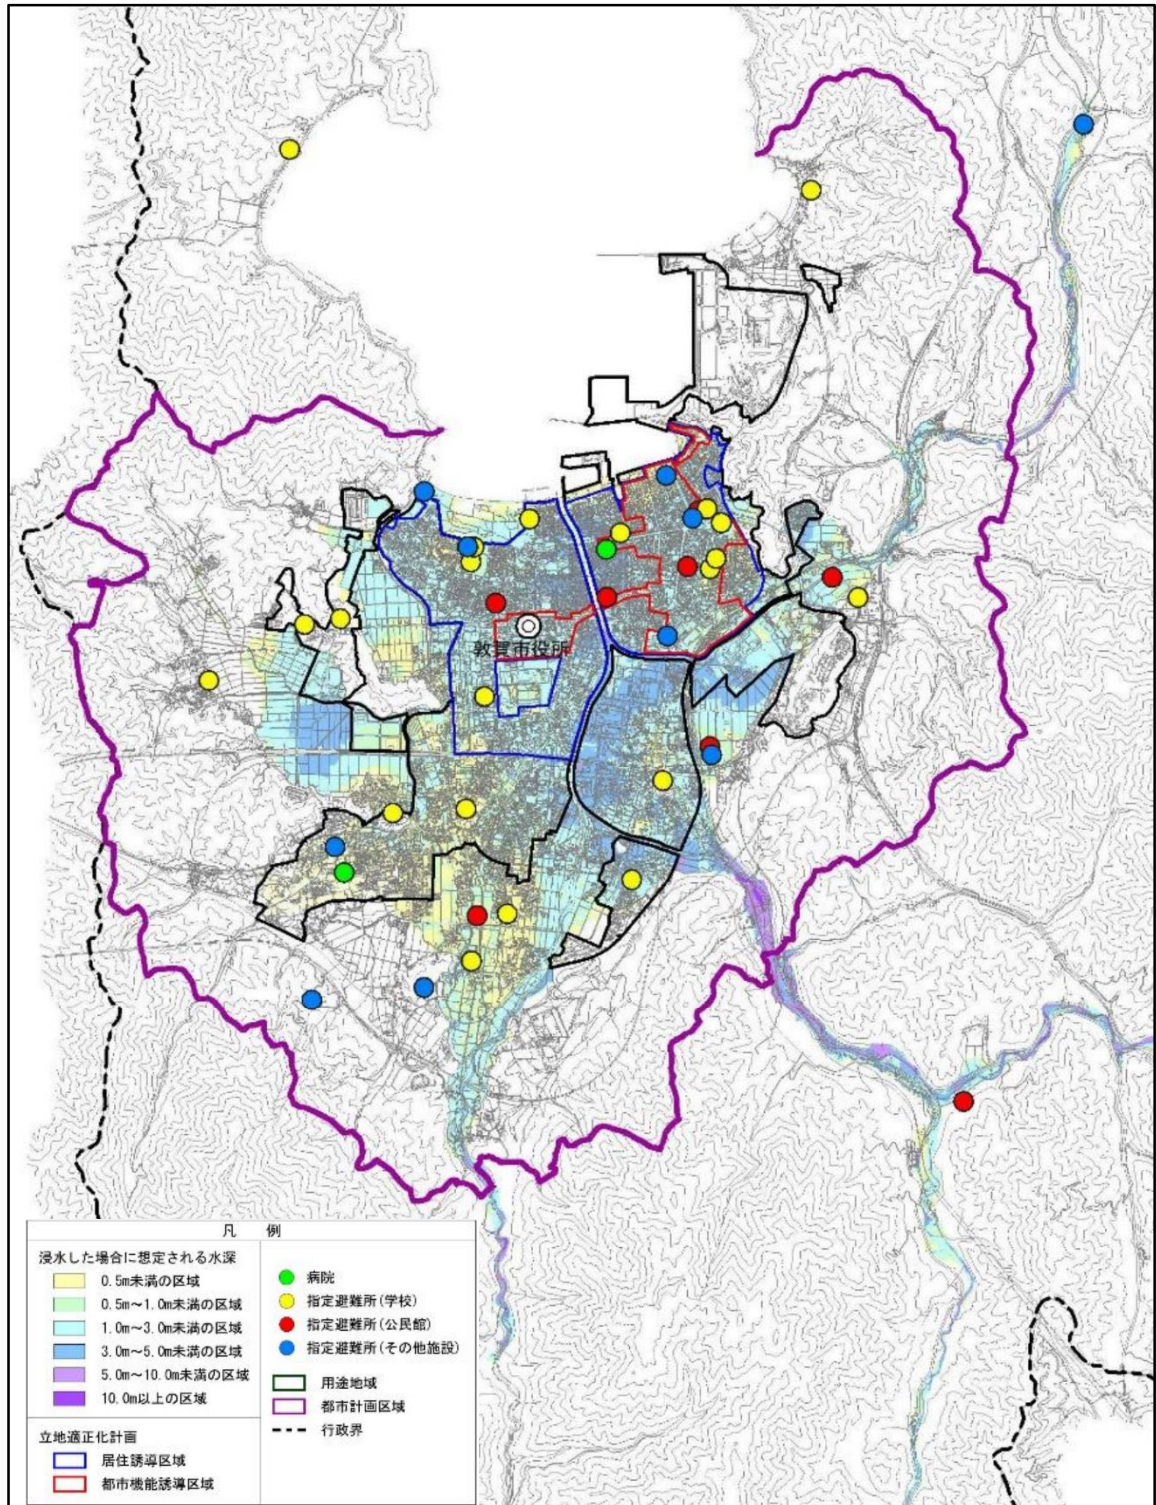 敦賀市役所
凡 例
浸水した場合に想定される水深
0.5m未満の区域
0.5m～1.0m未満の区域
1.0m～3.0m未満の区域
3.0m～5.0m未満の区域
5.0m～10.0m未満の区域
10.0m以上の区域
立地適正化計画
居住誘導区域
都市機能誘導区域
病院
指定避難所(学校)
指定避難所(公民館)
指定避難所(その他施設)
用途地域
都市計画区域
行政界